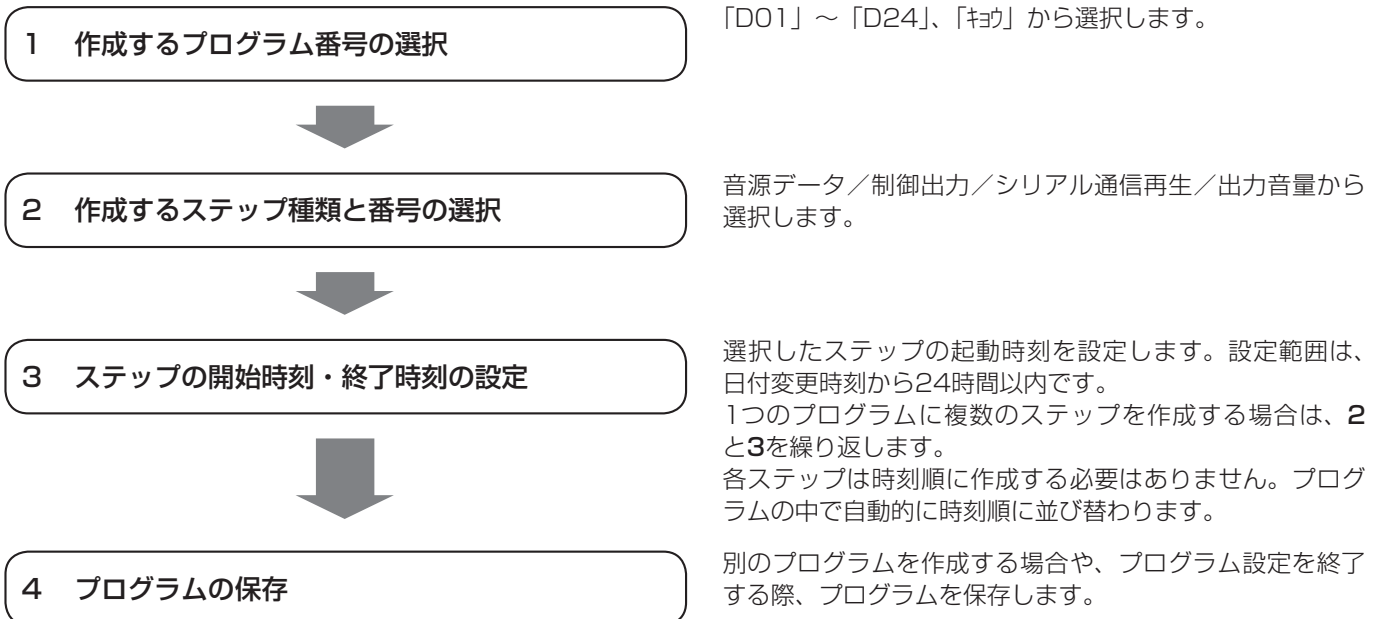 1 作成するプログラム番号の選択
「D01」～「D24」、「ｷｮｳ」から選択します。
2 作成するステップ種類と番号の選択
音源データ／制御出力／シリアル通信再生／出力音量から
選択します。
3 ステップの開始時刻・終了時刻の設定
選択したステップの起動時刻を設定します。設定範囲は、
日付変更時刻から24時間以内です。
1つのプログラムに複数のステップを作成する場合は、2
と3を繰り返します。
各ステップは時刻順に作成する必要はありません。プログ
ラムの中で自動的に時刻順に並び替わります。
4 プログラムの保存
別のプログラムを作成する場合や、プログラム設定を終了
する際、プログラムを保存します。